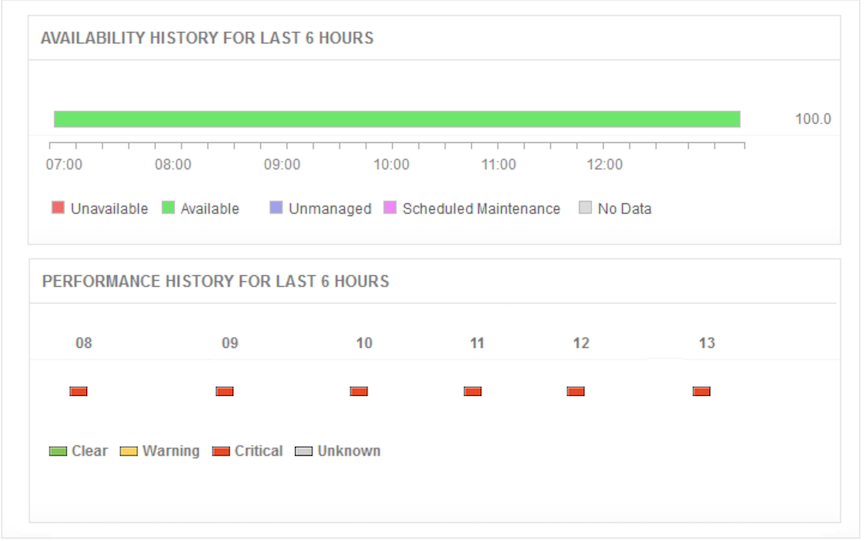 AVAILABILITY HISTORY FOR LAST 6 HOURS
100.0
07:00 08:00 09:00 10:00 11:00 12:00
Unavailable Available Unmanaged Scheduled Maintenance No Data
PERFORMANCE HISTORY FOR LAST 6 HOURS
08 09 10 11 12 13
Clear Warning Critical Unknown